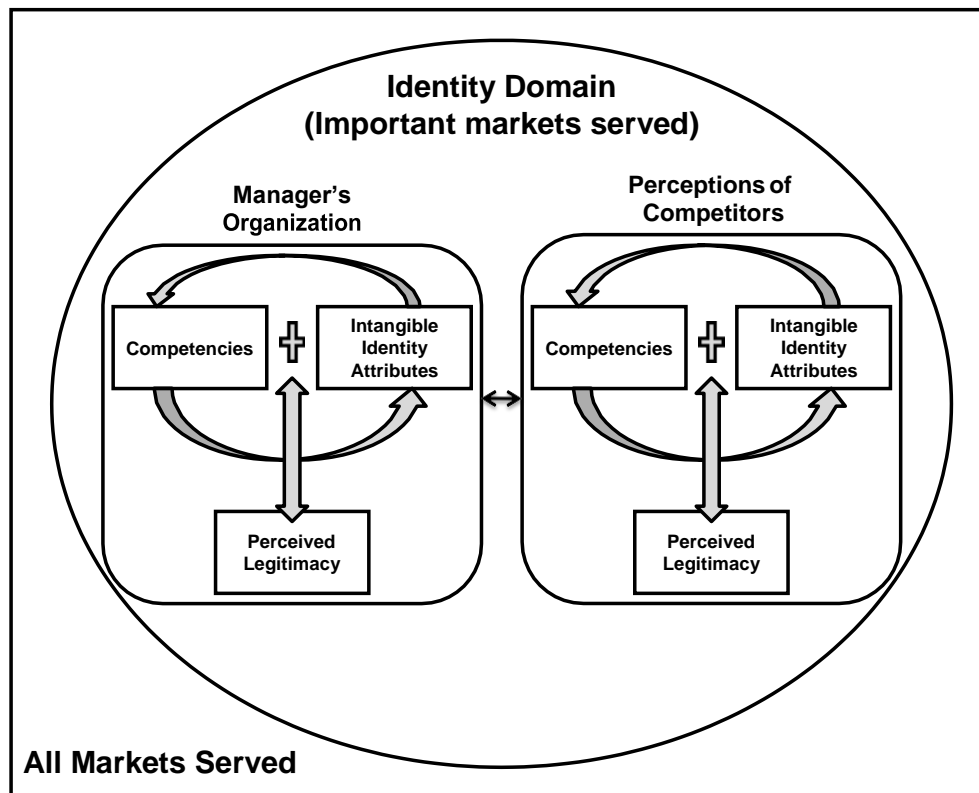 Identity Domain
(Important markets served)
Manager's
Organization
Competencies
Intangible
Identity
Attributes
Perceived
Legitimacy
Perceptions of
Competitors
Competencies
Intangible
Identity
Attributes
Perceived
Legitimacy
All Markets Served